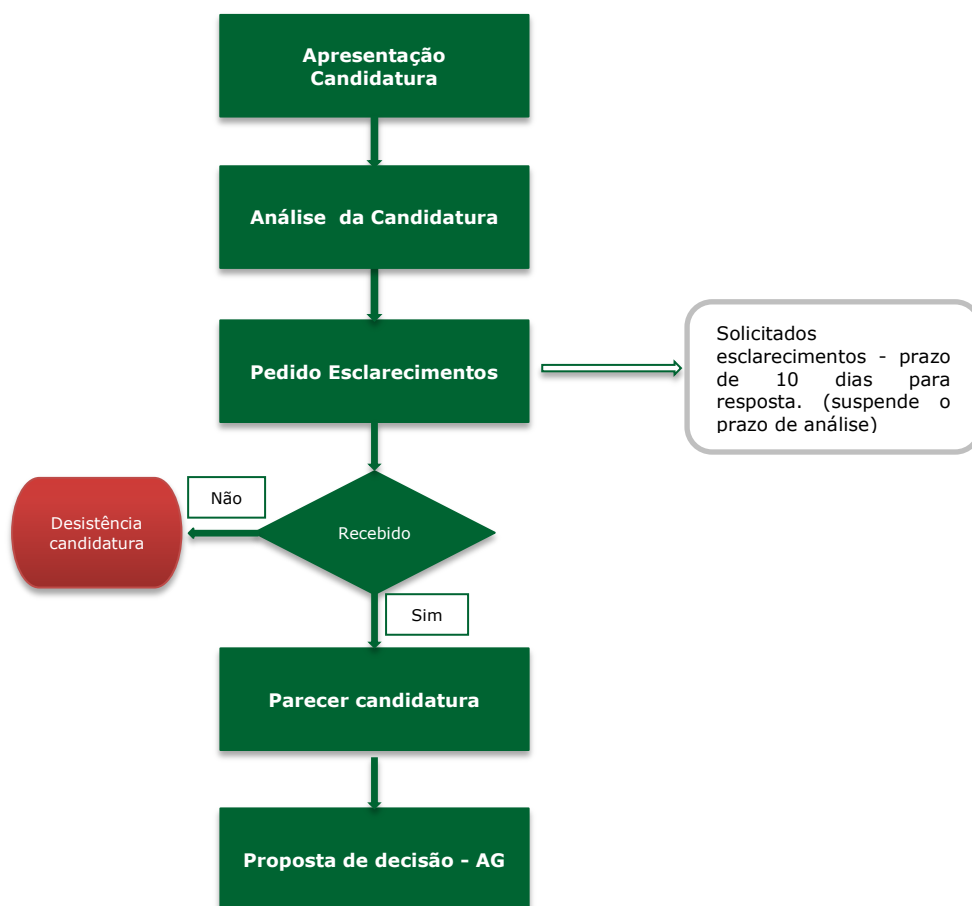 Apresentação
Candidatura
Análise da Candidatura
Pedido Esclarecimentos
Solicitados
esclarecimentos - prazo
de 10 dias para
resposta. (suspende o
prazo de análise)
Não
Desistência
candidatura
Recebido
Sim
Parecer candidatura
Proposta de decisão - AG